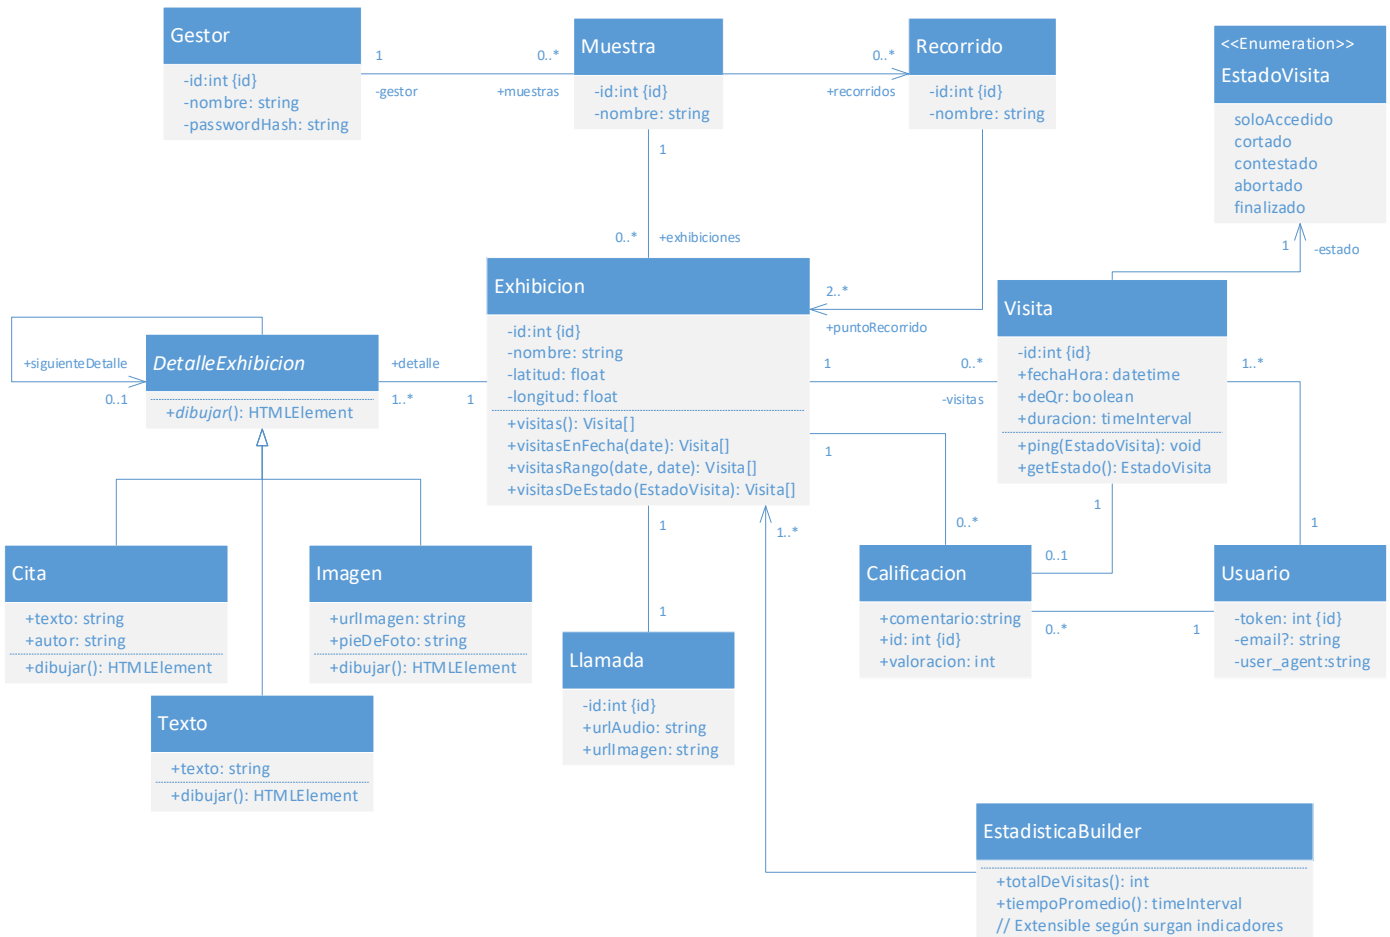 Gestor
-id:int {id}
-nombre: string
-passwordHash: string
1
-gestor
0..*
+muestras
Muestra
-id:int {id}
-nombre: string
0..*
+recorridos
Recorrido
-id:int {id}
-nombre: string
<<Enumeration>>
EstadoVisita
soloAccedido
cortado
contestado
abortado
finalizado
1
-estado
1
0..*
+exhibiciones
Exhibicion
-id:int {id}
-nombre: string
-latitud: float
-longitud: float
+visitas(): Visita[]
+visitasEnFecha(date): Visita[]
+visitasRango(date, date): Visita[]
+visitasDeEstado(EstadoVisita): Visita[]
2..*
+puntoRecorrido
1
0..*
-visitas
Visita
-id:int {id}
+fechaHora: datetime
+deQr: boolean
+duracion: timeInterval
+ping(EstadoVisita): void
+getEstado(): EstadoVisita
1..*
1
+siguienteDetalle
0..1
DetalleExhibicion
+dibujar(): HTMLElement
+detalle
1..*
1
1
0..*
1
0..1
Cita
+texto: string
+autor: string
+dibujar(): HTMLElement
Imagen
+urlImagen: string
+pieDeFoto: string
+dibujar(): HTMLElement
Texto
+texto: string
+dibujar(): HTMLElement
1
1
Llamada
-id:int {id}
+urlAudio: string
+urlImagen: string
1..*
Calificacion
+comentario:string
+id: int {id}
+valoracion: int
0..*
1
Usuario
-token: int {id}
-email?: string
-user_agent:string
EstadisticaBuilder
+totalDeVisitas(): int
+tiempoPromedio(): timeInterval
// Extensible según surgan indicadores